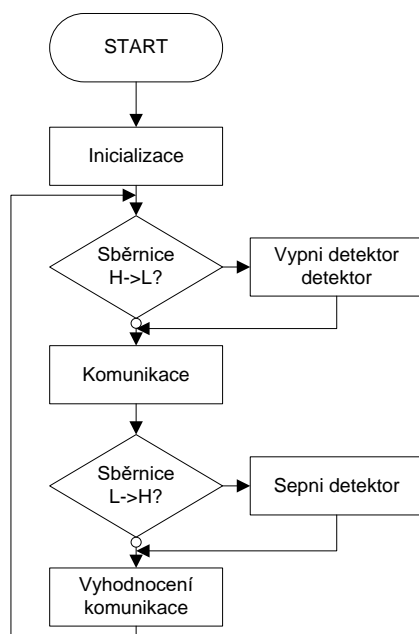 START
Inicializace
Sběrnice
H->L?
Vypni detektor
detektor
Komunikace
Sběrnice
L->H?
Sepni detektor
Vyhodnocení
komunikace